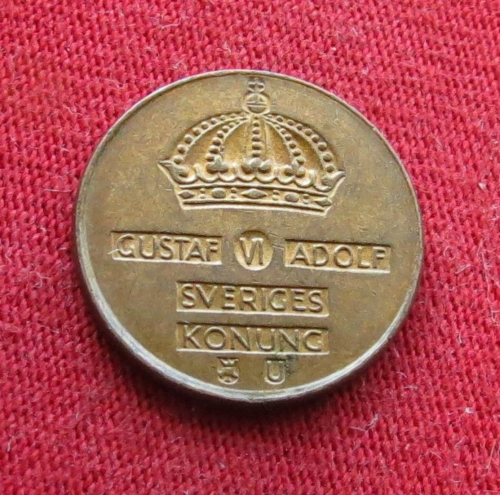 GUSTAF VI ADOLF
SVERIGES
KONUNG
U